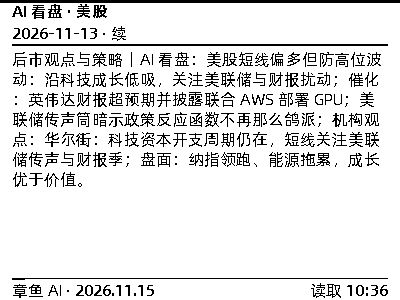 AI 看盘 · 美股
2026-11-13 · 续
后市观点与策略｜AI 看盘：美股短线偏多但防高位波
动：沿科技成长低吸，关注美联储与财报扰动；催化
：英伟达财报超预期并披露联合 AWS 部署 GPU；美
联储传声筒暗示政策反应函数不再那么鸽派；机构观
点：华尔街：科技资本开支周期仍在，短线关注美联
储传声与财报季；盘面：纳指领跑、能源拖累，成长
优于价值。
章鱼 AI · 2026.11.15
读取 10:36